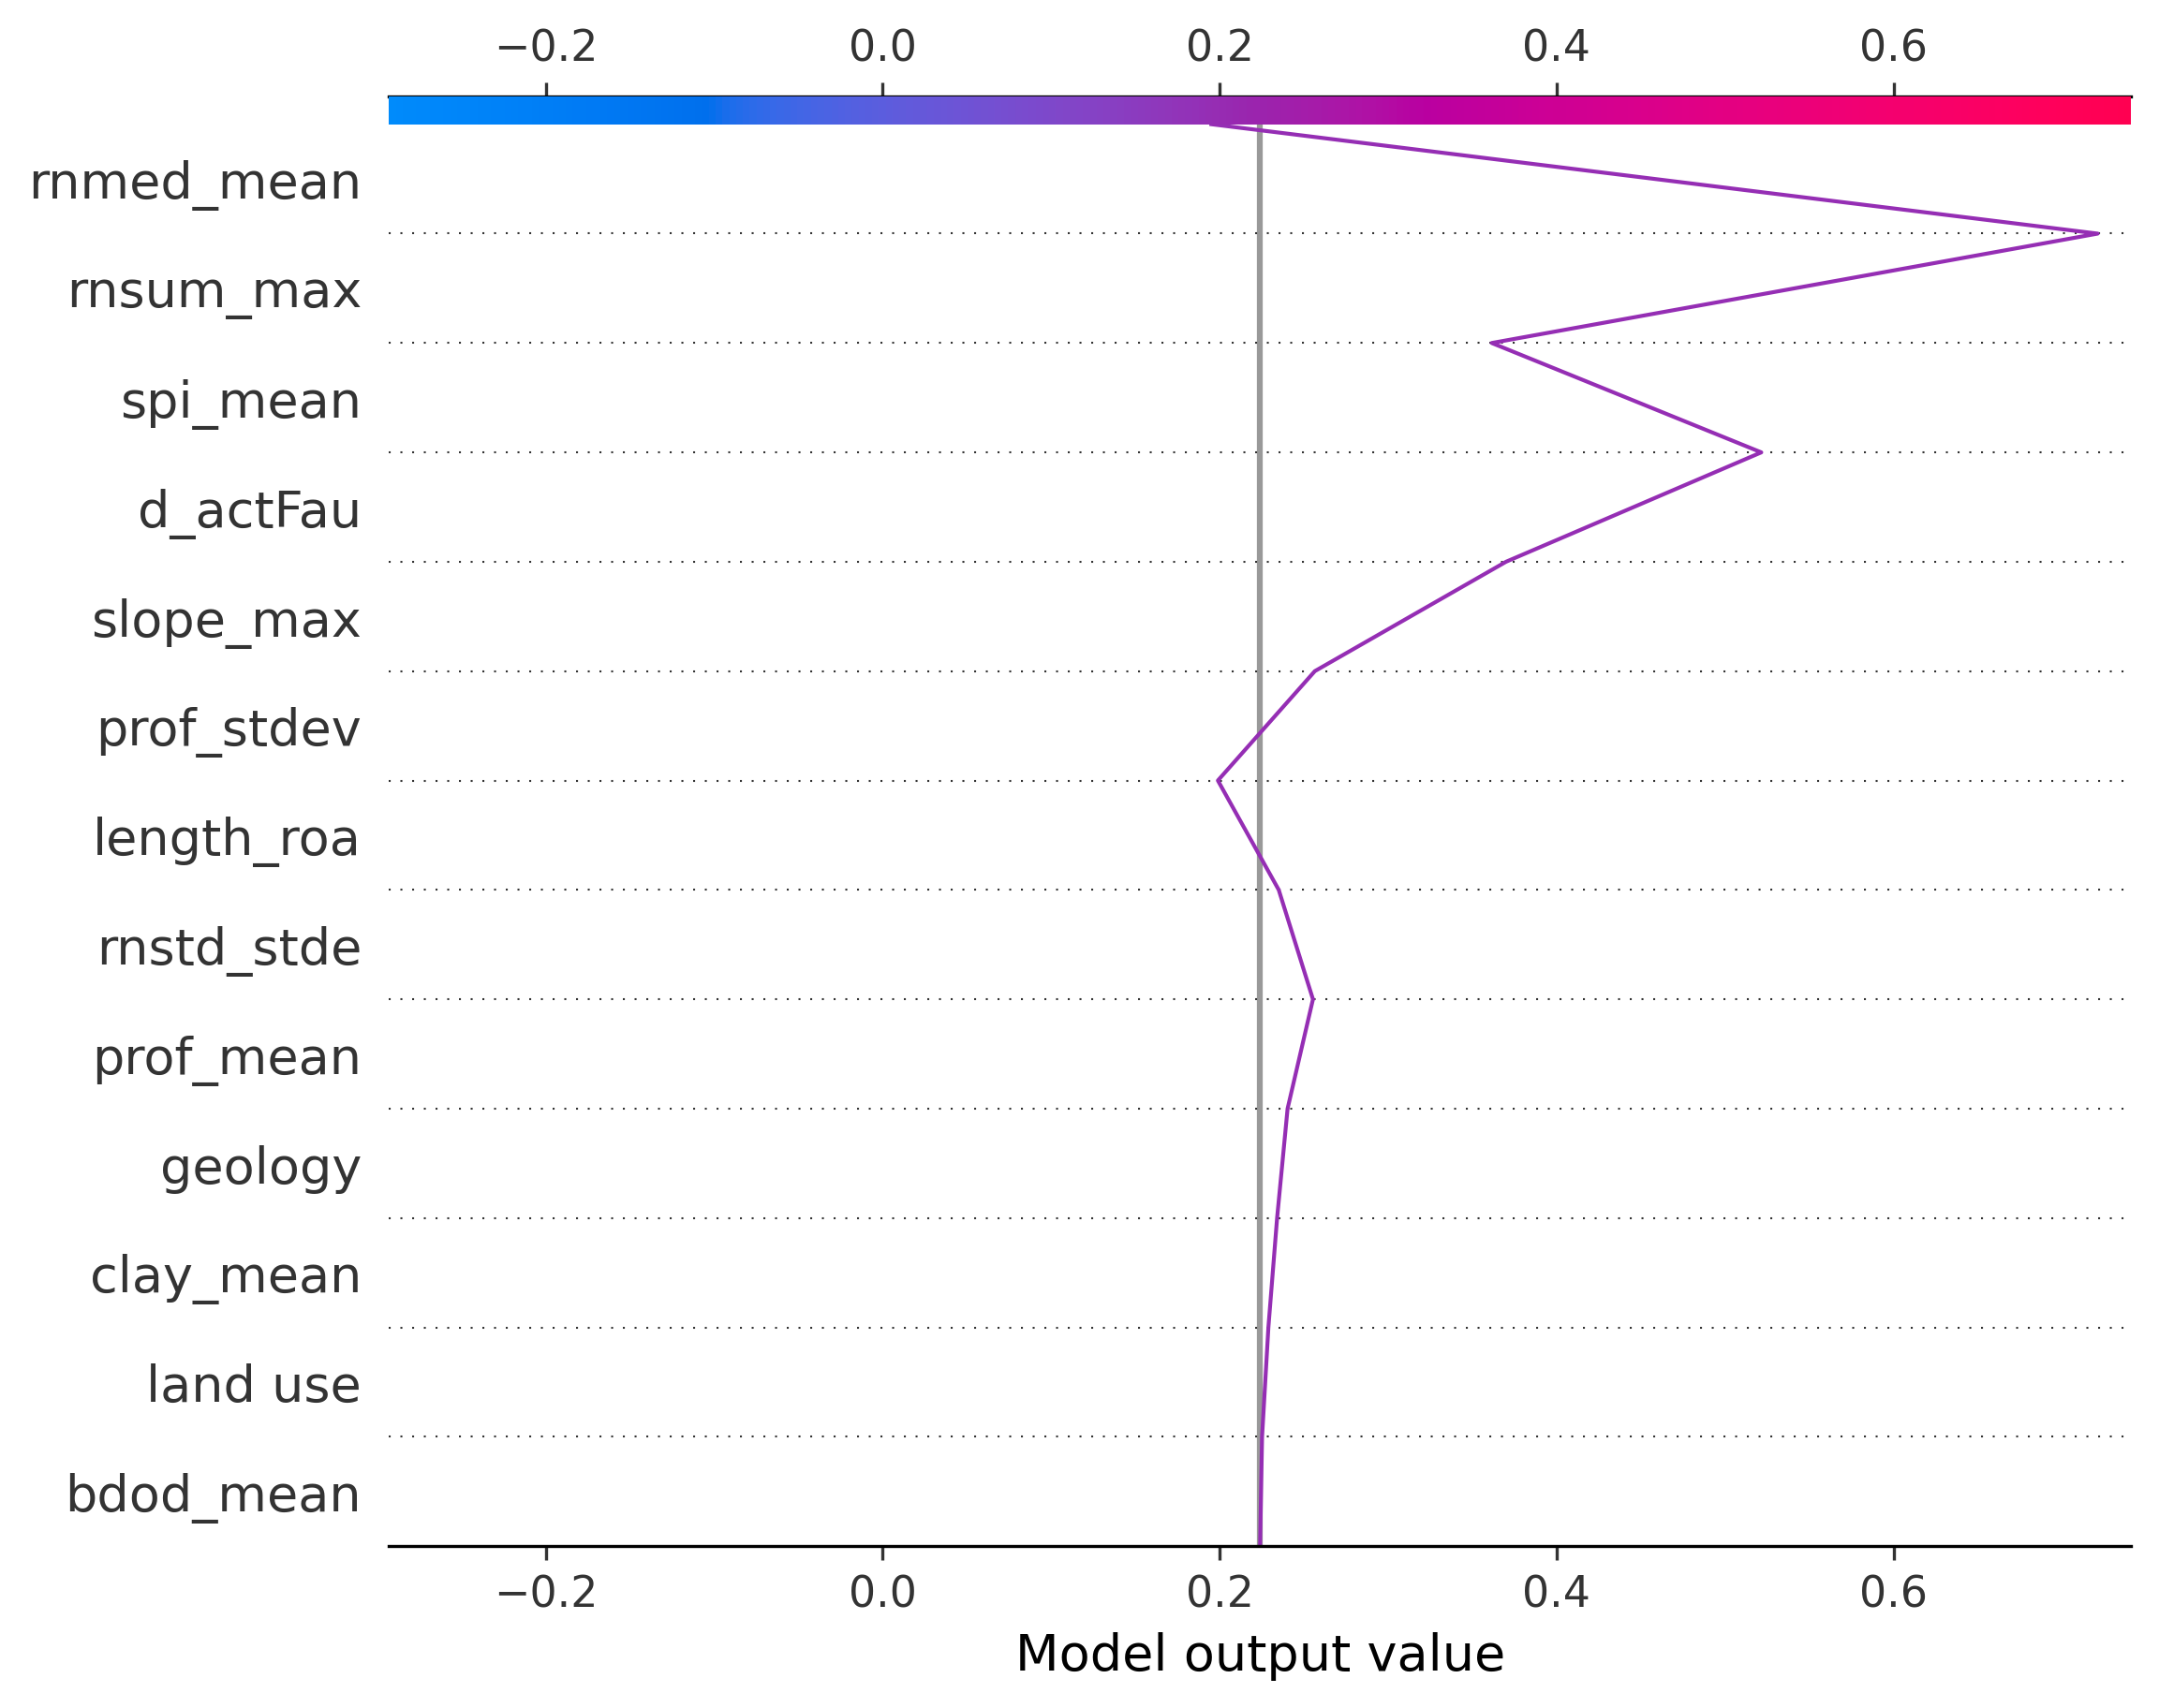 −0.2 0.0 0.2 0.4 0.6
rnmed_mean
rnsum_max
spi_mean
d_actFau
slope_max
prof_stdev
length_roa
rnstd_stde
prof_mean
geology
clay_mean
land use
bdod_mean
−0.2 0.0 0.2 0.4 0.6
Model output value